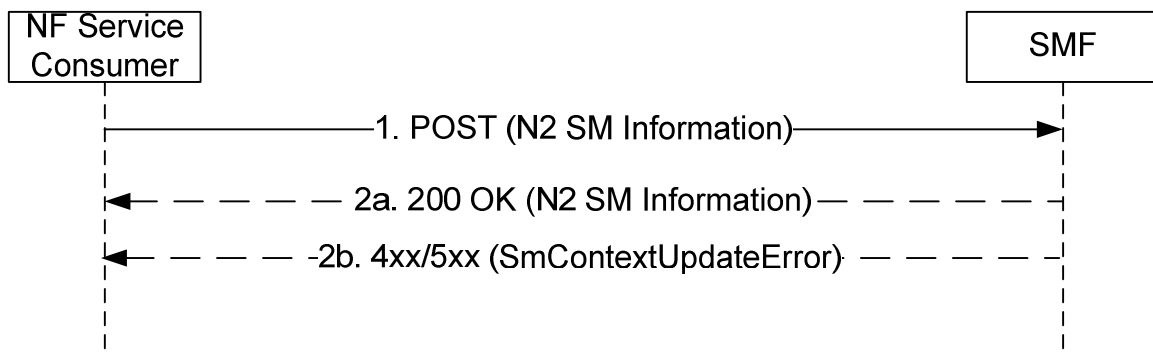 NF Service
Consumer
SMF
1. POST (N2 SM Information)
2a. 200 OK (N2 SM Information)
2b. 4xx/5xx (SmContextUpdateError)